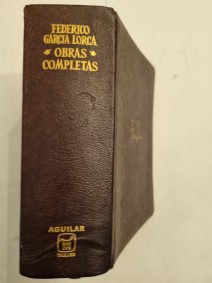 FEDERICO
GARCIA LORCA
OBRAS
COMPLETAS
AGUILAR